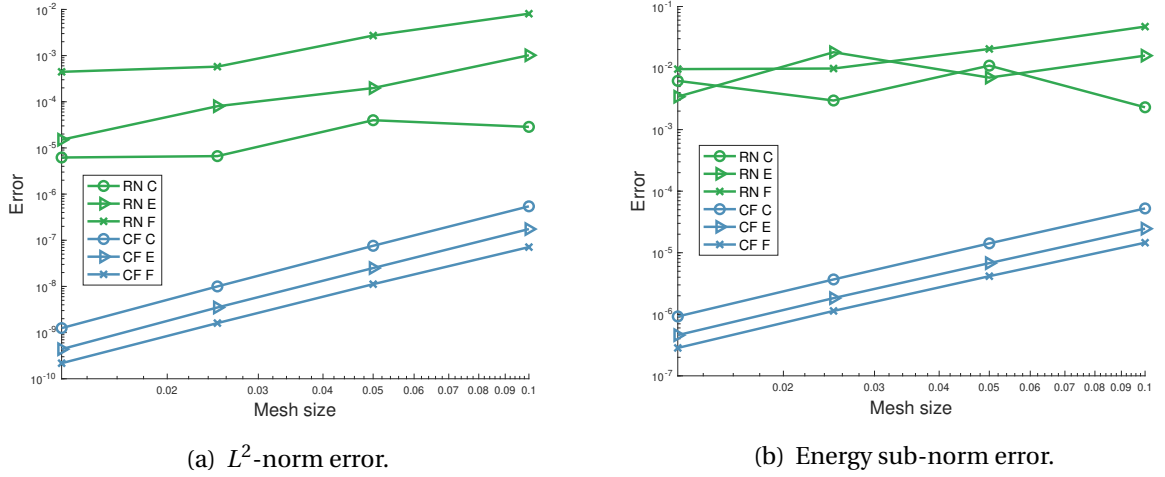 10^-2
10^-3
10^-4
10^-5
10^-6
10^-7
10^-8
10^-9
10^-10
Error
RN C
RN E
RN F
CF C
CF E
CF F
0.02 0.03 0.04 0.05 0.06 0.07 0.08 0.09 0.1
Mesh size
(a) L²-norm error.
10^-1
10^-2
10^-3
10^-4
10^-5
10^-6
10^-7
Error
RN C
RN E
RN F
CF C
CF E
CF F
0.02 0.03 0.04 0.05 0.06 0.07 0.08 0.09 0.1
Mesh size
(b) Energy sub-norm error.